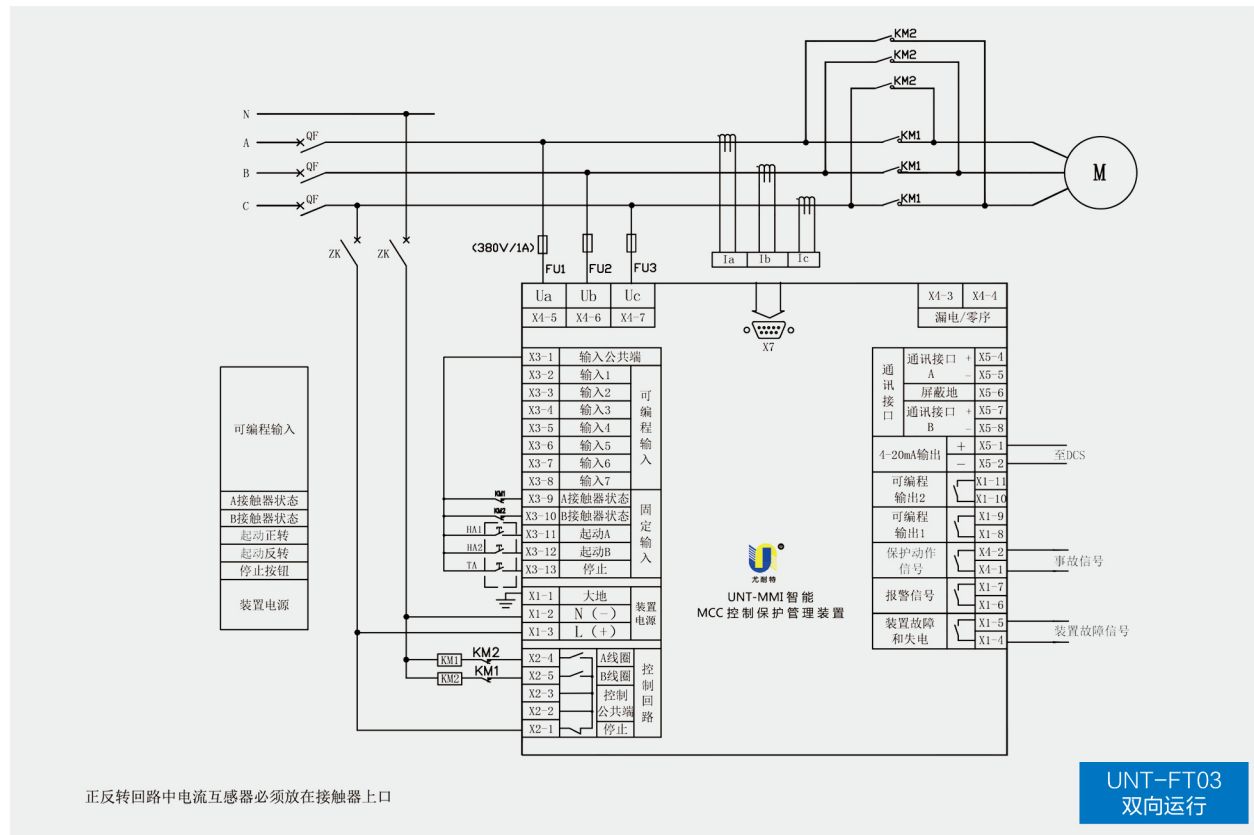 KM2
KM2
KM2
N
A QF KM1
B QF KM1
M
C QF KM1
ZK ZK (380V/1A) Ia Ib Ic
FU1 FU2 FU3
Ua Ub Uc
X4-5 X4-6 X4-7
X7
X4-3 X4-4
漏电/零序
可编程输入
A接触器状态
B接触器状态
起动正转
起动反转
停止按钮
装置电源
X3-1 输入公共端
X3-2 输入1
X3-3 输入2
X3-4 输入3
X3-5 输入4
X3-6 输入5
X3-7 输入6
X3-8 输入7
可编程输入
KM1 X3-9 A接触器状态
KM2 X3-10 B接触器状态
HA1 X3-11 起动A
HA2 X3-12 起动B
TA X3-13 停止
固定输入
X1-1 大地
X1-2 N (-)
X1-3 L (+)
装置电源
KM1 KM2 X2-4 A线圈
KM2 KM1 X2-5 B线圈
X2-3 控制
X2-2 公共端
X2-1 停止
控制回路
通讯接口
通讯接口 + X5-4
A - X5-5
屏蔽地 X5-6
通讯接口 + X5-7
B - X5-8
4-20mA输出 + X5-1
- X5-2
至DCS
可编程 X1-11
输出2 X1-10
可编程 X1-9
输出1 X1-8
保护动作 X4-2
信号 X4-1
事故信号
报警信号 X1-7
X1-6
装置故障 X1-5
和失电 X1-4
装置故障信号
尤耐特
UNT-MMI智能
MCC控制保护管理装置
正反转回路中电流互感器必须放在接触器上口
UNT-FT03
双向运行